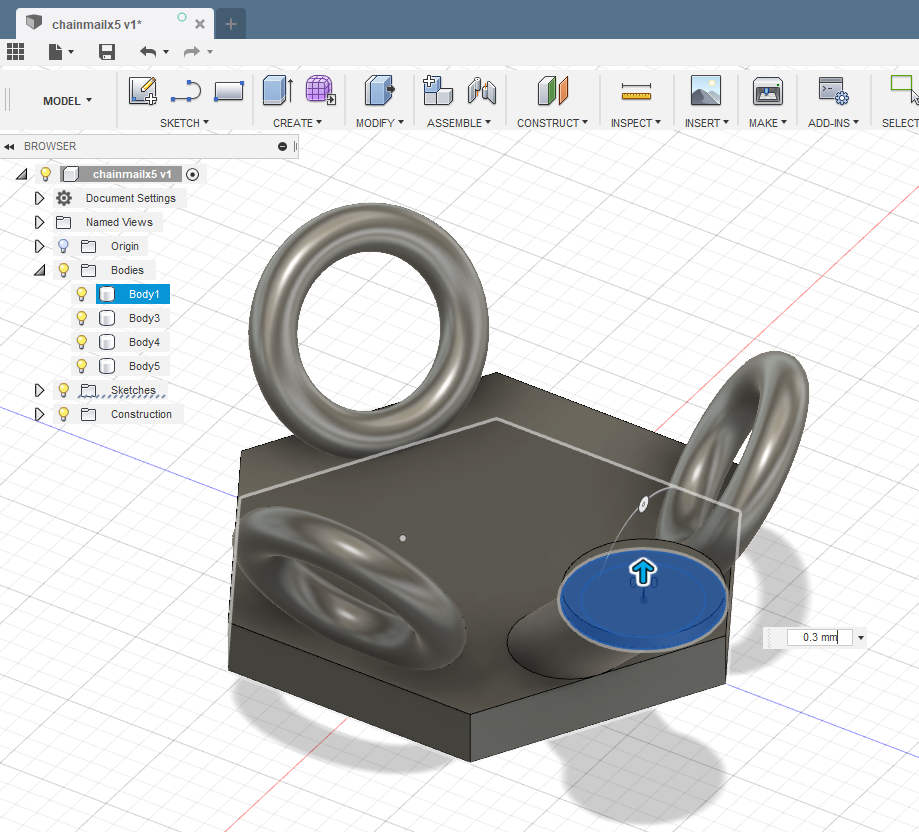 chainmailx5 v1*
MODEL
SKETCH
CREATE
MODIFY
ASSEMBLE
CONSTRUCT
INSPECT
INSERT
MAKE
ADD-INS
SELECT
BROWSER
chainmailx5 v1
Document Settings
Named Views
Origin
Bodies
Body1
Body3
Body4
Body5
Sketches
Construction
0.3 mm